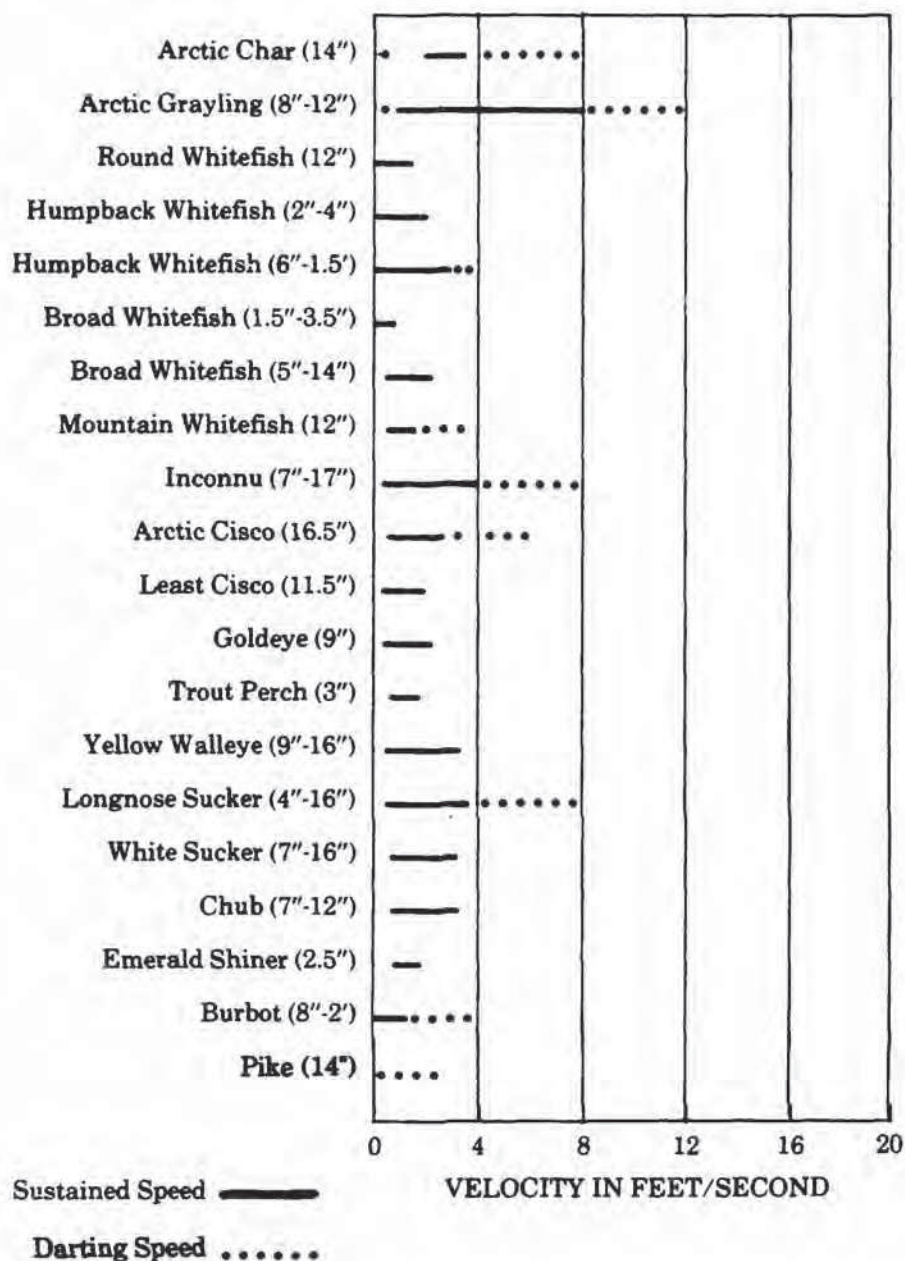 Arctic Char (14″)
Arctic Grayling (8″-12″)
Round Whitefish (12″)
Humpback Whitefish (2″-4″)
Humpback Whitefish (6″-1.5′)
Broad Whitefish (1.5″-3.5″)
Broad Whitefish (5″-14″)
Mountain Whitefish (12″)
Inconnu (7″-17″)
Arctic Cisco (16.5″)
Least Cisco (11.5″)
Goldeye (9″)
Trout Perch (3″)
Yellow Walleye (9″-16″)
Longnose Sucker (4″-16″)
White Sucker (7″-16″)
Chub (7″-12″)
Emerald Shiner (2.5″)
Burbot (8″-2′)
Pike (14")
0 4 8 12 16 20
VELOCITY IN FEET/SECOND
Sustained Speed
Darting Speed